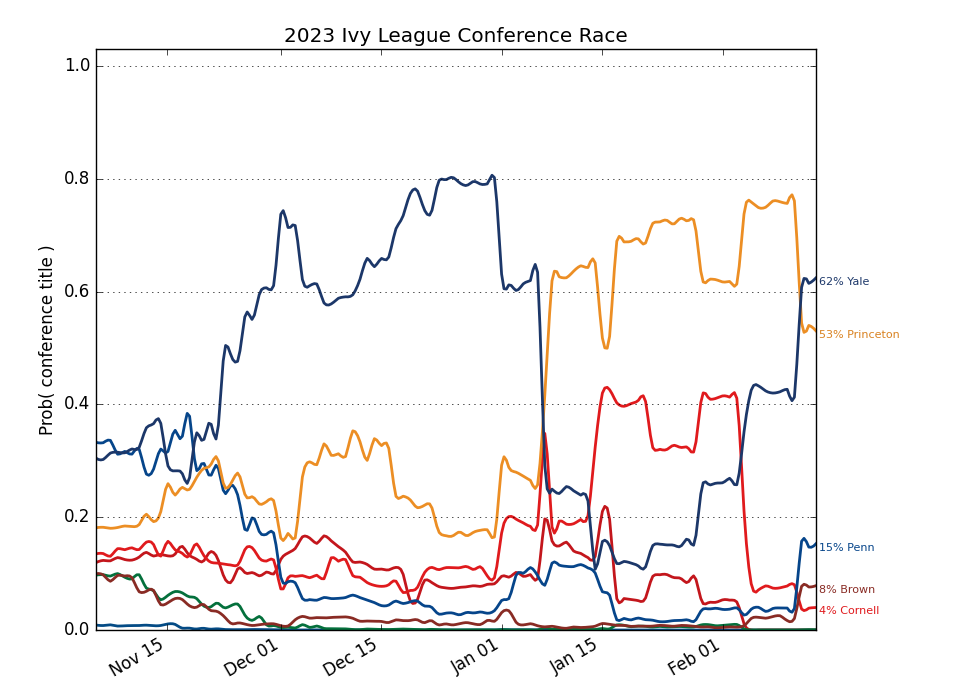 2023 Ivy League Conference Race
Prob( conference title )
1.0
0.8
0.6
0.4
0.2
0.0
62% Yale
53% Princeton
15% Penn
8% Brown
4% Cornell
Nov 15
Dec 01
Dec 15
Jan 01
Jan 15
Feb 01